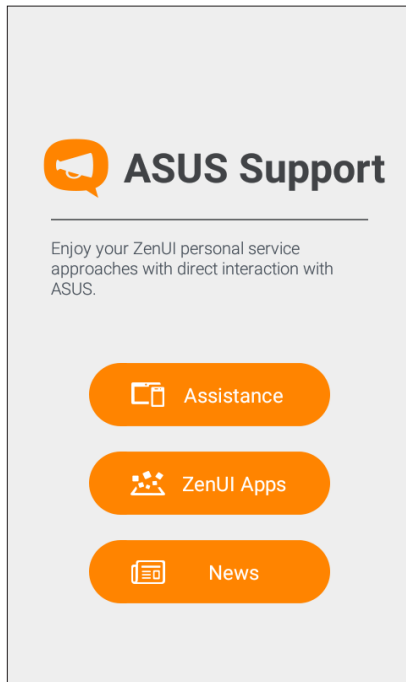 ASUS Support
Enjoy your ZenUI personal service
approaches with direct interaction with
ASUS.
Assistance
ZenUI Apps
News